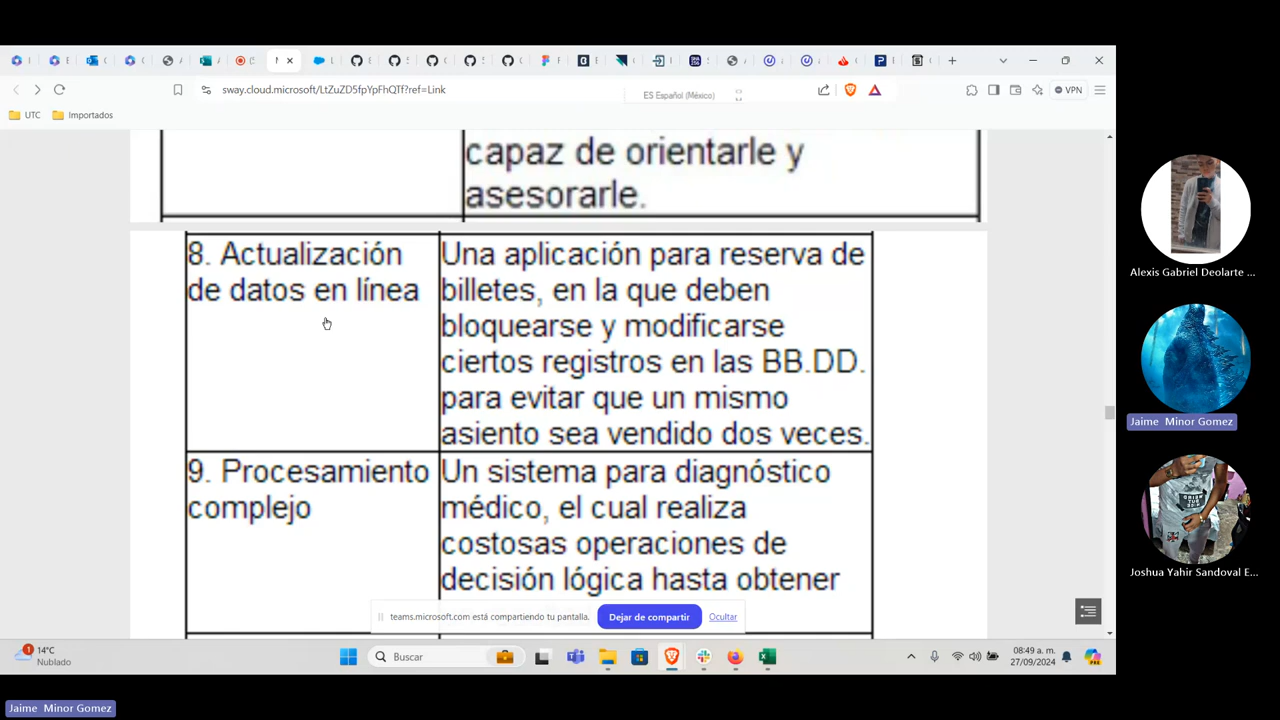 sway.cloud.microsoft/LtZuZD5fpYpFhQTf?ref=Link
ES Español (México)
VPN
UTC
Importados
capaz de orientarle y
asesorarle.
8. Actualización
de datos en línea
Una aplicación para reserva de
billetes, en la que deben
bloquearse y modificarse
ciertos registros en las BB.DD.
para evitar que un mismo
asiento sea vendido dos veces.
9. Procesamiento
complejo
Un sistema para diagnóstico
médico, el cual realiza
costosas operaciones de
decisión lógica hasta obtener
teams.microsoft.com está compartiendo tu pantalla.
Dejar de compartir
Ocultar
1
14°C
Nublado
Buscar
08:49 a. m.
27/09/2024
Alexis Gabriel Deolarte ...
Jaime Minor Gomez
Joshua Yahir Sandoval E...
Jaime Minor Gomez